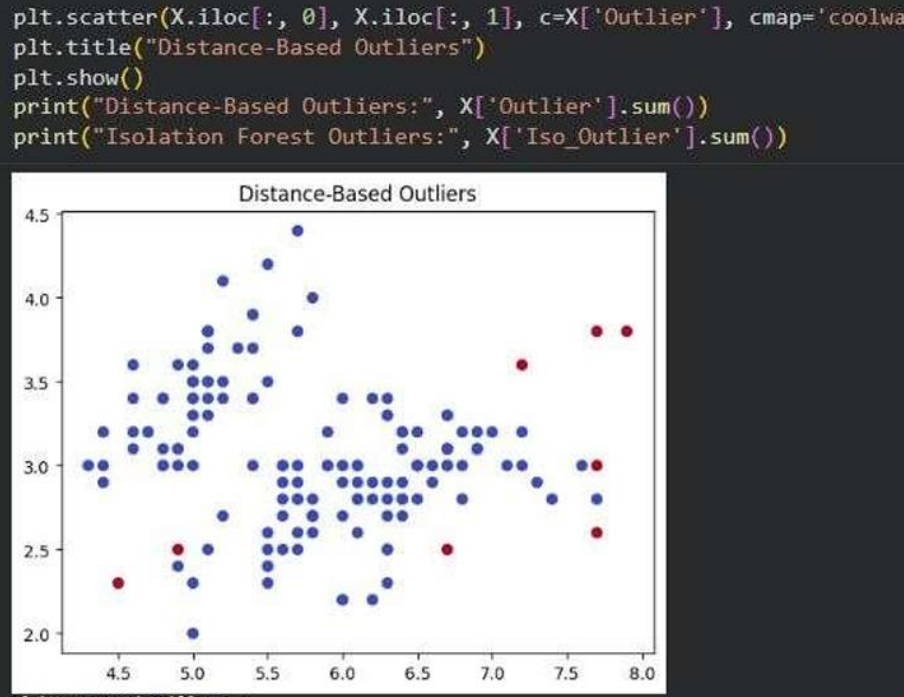 plt.scatter(X.iloc[:, 0], X.iloc[:, 1], c=X['Outlier'], cmap='coolwa
plt.title("Distance-Based Outliers")
plt.show()
print("Distance-Based Outliers:", X['Outlier'].sum())
print("Isolation Forest Outliers:", X['Iso_Outlier'].sum())
Distance-Based Outliers
4.5
4.0
3.5
3.0
2.5
2.0
4.5 5.0 5.5 6.0 6.5 7.0 7.5 8.0